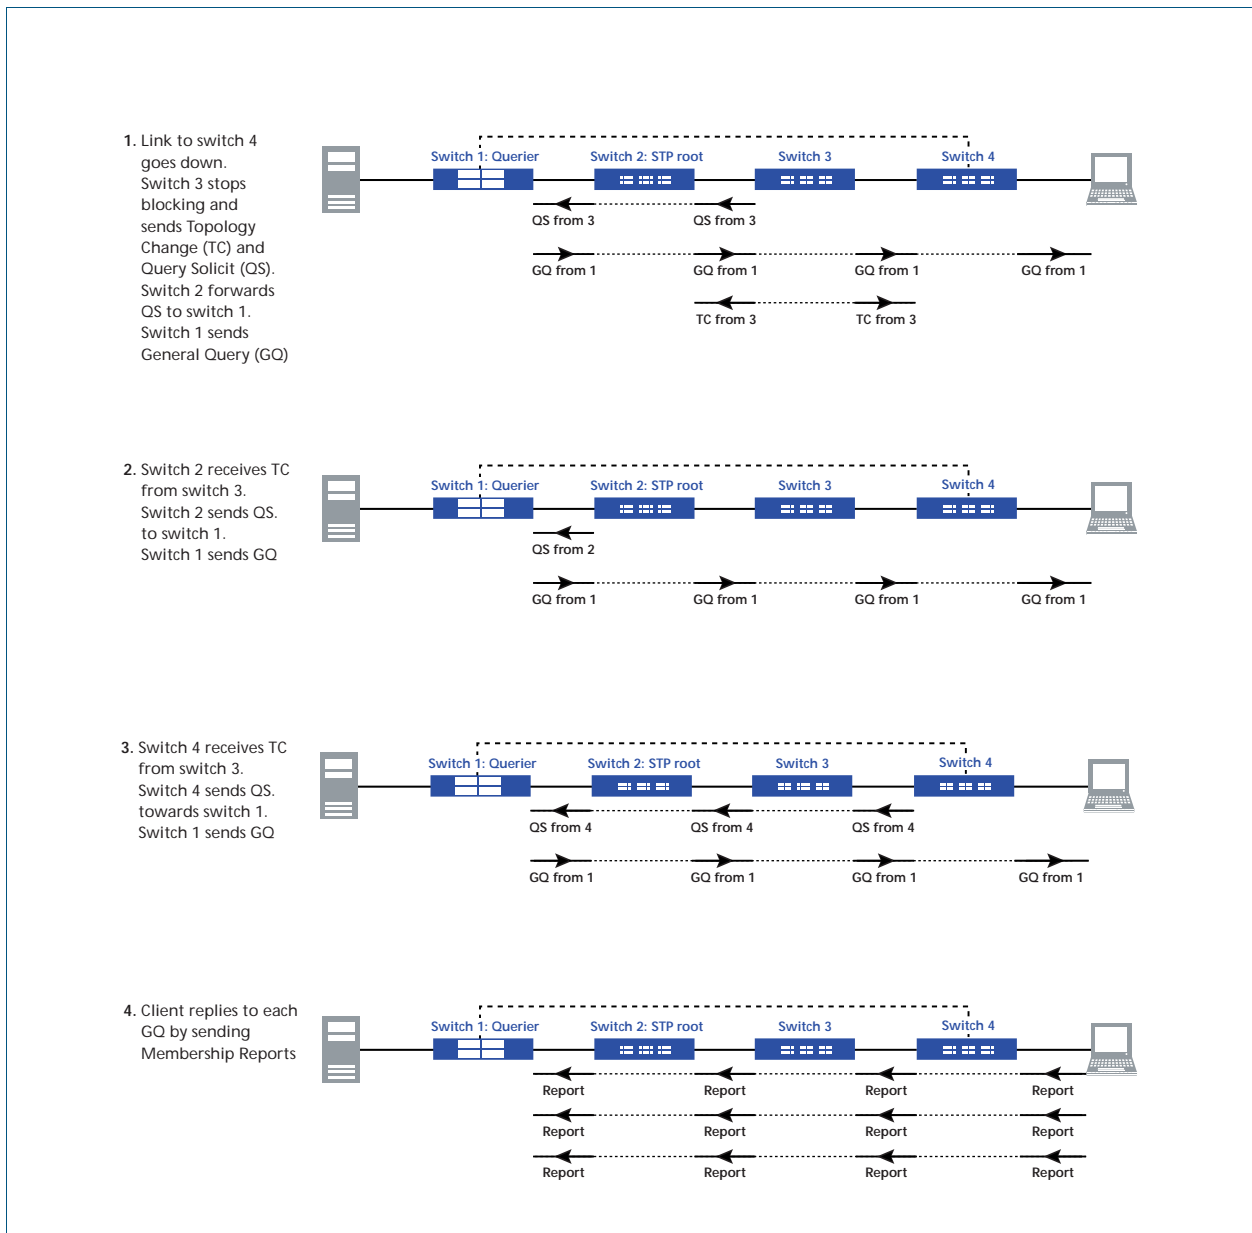 1. Link to switch 4
goes down.
Switch 3 stops
blocking and
sends Topology
Change (TC) and
Query Solicit (QS).
Switch 2 forwards
QS to switch 1.
Switch 1 sends
General Query (GQ)
Switch 1: Querier
Switch 2: STP root
Switch 3
Switch 4
QS from 3
QS from 3
GQ from 1
GQ from 1
GQ from 1
GQ from 1
TC from 3
TC from 3
2. Switch 2 receives TC
from switch 3.
Switch 2 sends QS.
to switch 1.
Switch 1 sends GQ
Switch 1: Querier
Switch 2: STP root
Switch 3
Switch 4
QS from 2
GQ from 1
GQ from 1
GQ from 1
GQ from 1
3. Switch 4 receives TC
from switch 3.
Switch 4 sends QS.
towards switch 1.
Switch 1 sends GQ
Switch 1: Querier
Switch 2: STP root
Switch 3
Switch 4
QS from 4
QS from 4
QS from 4
GQ from 1
GQ from 1
GQ from 1
GQ from 1
4. Client replies to each
GQ by sending
Membership Reports
Switch 1: Querier
Switch 2: STP root
Switch 3
Switch 4
Report
Report
Report
Report
Report
Report
Report
Report
Report
Report
Report
Report